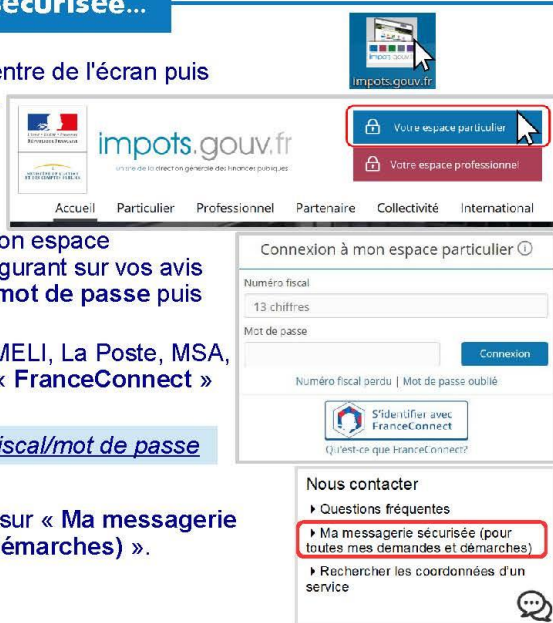 sécurisée...
impots.gouv.fr
entre de l'écran puis
impots.gouv.fr
Votre espace particulier
Votre espace professionnel
Accueil Particulier Professionnel Partenaire Collectivité International
on espace
gurant sur vos avis
mot de passe puis
MELI, La Poste, MSA,
« FranceConnect »
iscal/mot de passe
sur « Ma messagerie
émarches) ».
Connexion à mon espace particulier
Numéro fiscal
13 chiffres
Mot de passe
Connexion
Numéro fiscal perdu | Mot de passe oublié
S'identifier avec
FranceConnect
Qu'est-ce que FranceConnect?
Nous contacter
Questions fréquentes
Ma messagerie sécurisée (pour
toutes mes demandes et démarches)
Rechercher les coordonnées d'un
service